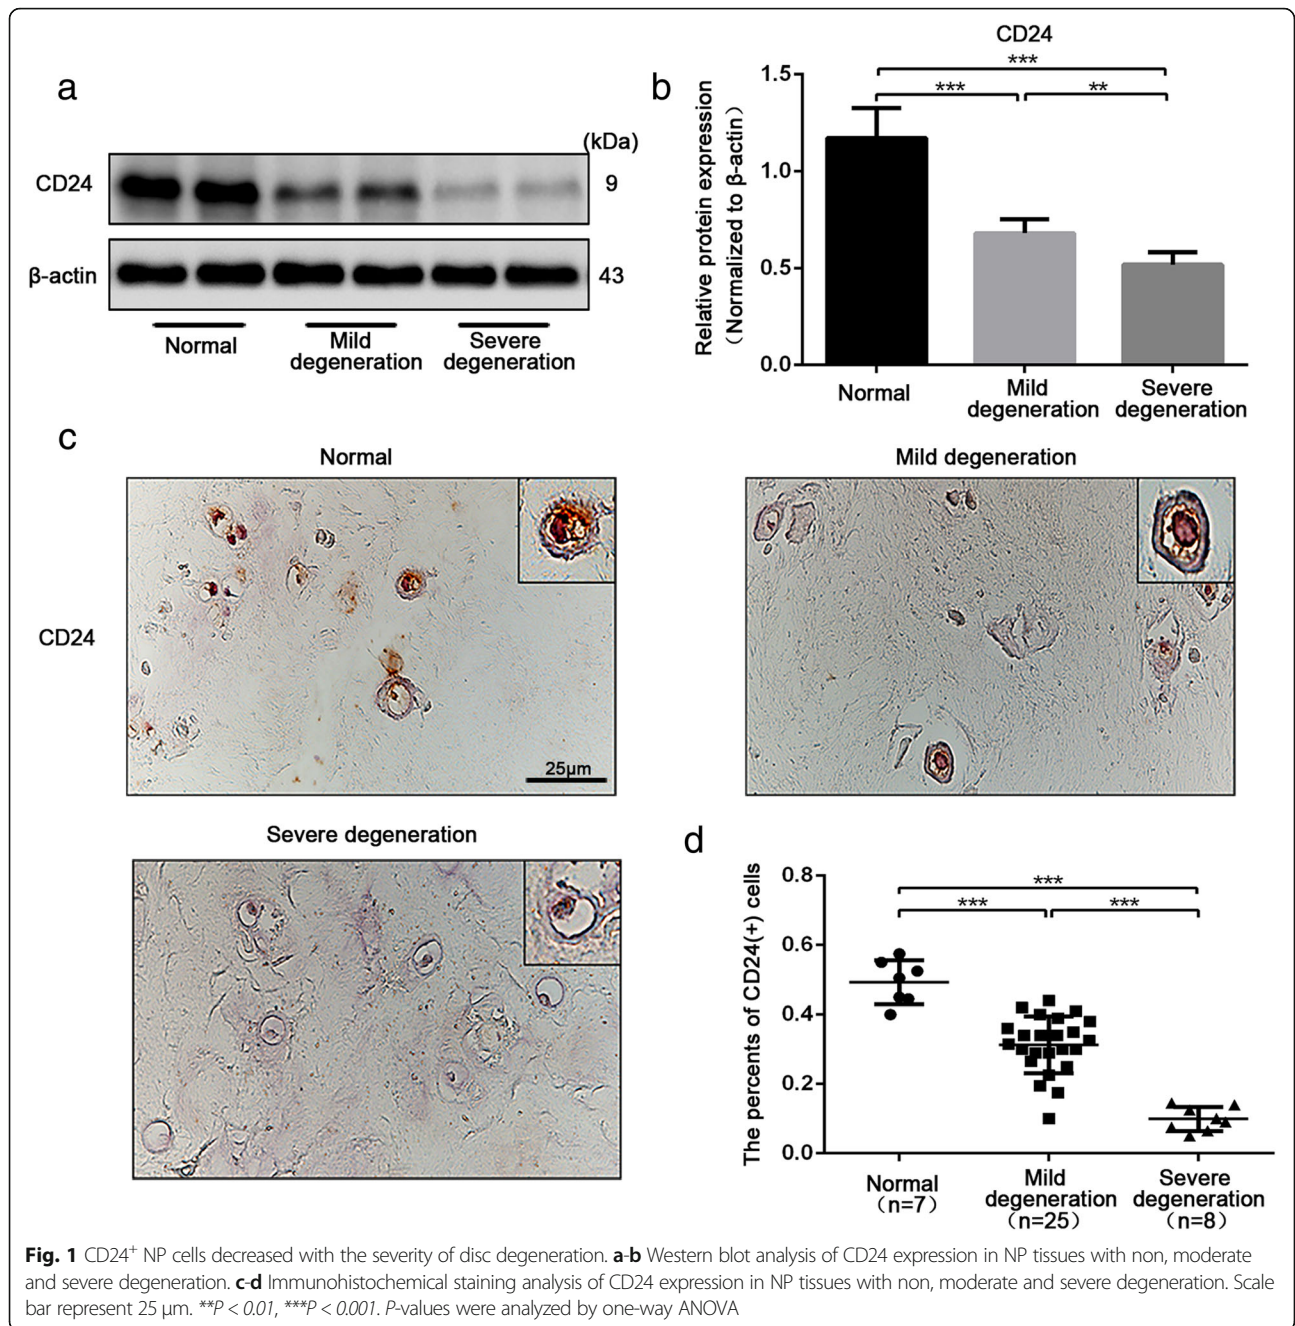 a
(kDa)
CD24
9
β-actin
43
Normal
Mild
degeneration
Severe
degeneration
b
CD24
Relative protein expression
(Normalized to β-actin)
1.5
1.0
0.5
0.0
***
***
**
Normal
Mild
degeneration
Severe
degeneration
c
Normal
Mild degeneration
CD24
25μm
Severe degeneration
d
The percents of CD24(+) cells
0.8
0.6
0.4
0.2
0.0
***
***
***
Normal
(n=7)
Mild
degeneration
(n=25)
Severe
degeneration
(n=8)
Fig. 1 CD24+ NP cells decreased with the severity of disc degeneration. a-b Western blot analysis of CD24 expression in NP tissues with non, moderate
and severe degeneration. c-d Immunohistochemical staining analysis of CD24 expression in NP tissues with non, moderate and severe degeneration. Scale
bar represent 25 μm. **P < 0.01, ***P < 0.001. P-values were analyzed by one-way ANOVA